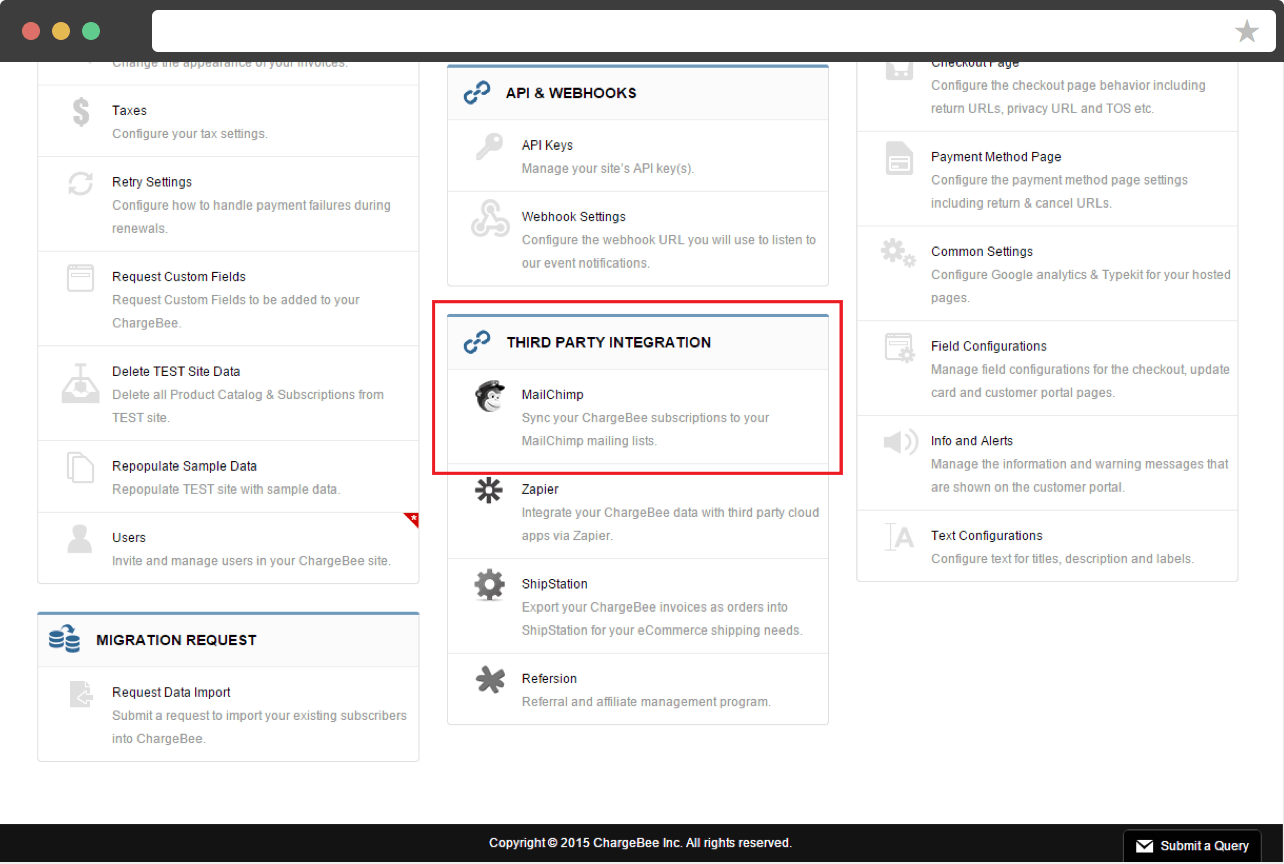 Change the appearance of your invoices.
Taxes
Configure your tax settings.
Retry Settings
Configure how to handle payment failures during
renewals.
Request Custom Fields
Request Custom Fields to be added to your
ChargeBee.
Delete TEST Site Data
Delete all Product Catalog & Subscriptions from
TEST site.
Repopulate Sample Data
Repopulate TEST site with sample data.
Users
Invite and manage users in your ChargeBee site.
MIGRATION REQUEST
Request Data Import
Submit a request to import your existing subscribers
into ChargeBee.
API & WEBHOOKS
API Keys
Manage your site's API key(s).
Webhook Settings
Configure the webhook URL you will use to listen to
our event notifications.
THIRD PARTY INTEGRATION
MailChimp
Sync your ChargeBee subscriptions to your
MailChimp mailing lists.
Zapier
Integrate your ChargeBee data with third party cloud
apps via Zapier.
ShipStation
Export your ChargeBee invoices as orders into
ShipStation for your eCommerce shipping needs.
Refersion
Referral and affiliate management program.
Checkout Page
Configure the checkout page behavior including
return URLs, privacy URL and TOS etc.
Payment Method Page
Configure the payment method page settings
including return & cancel URLs.
Common Settings
Configure Google analytics & Typekit for your hosted
pages.
Field Configurations
Manage field configurations for the checkout, update
card and customer portal pages.
Info and Alerts
Manage the information and warning messages that
are shown on the customer portal.
Text Configurations
Configure text for titles, description and labels.
Copyright © 2015 ChargeBee Inc. All rights reserved.
Submit a Query